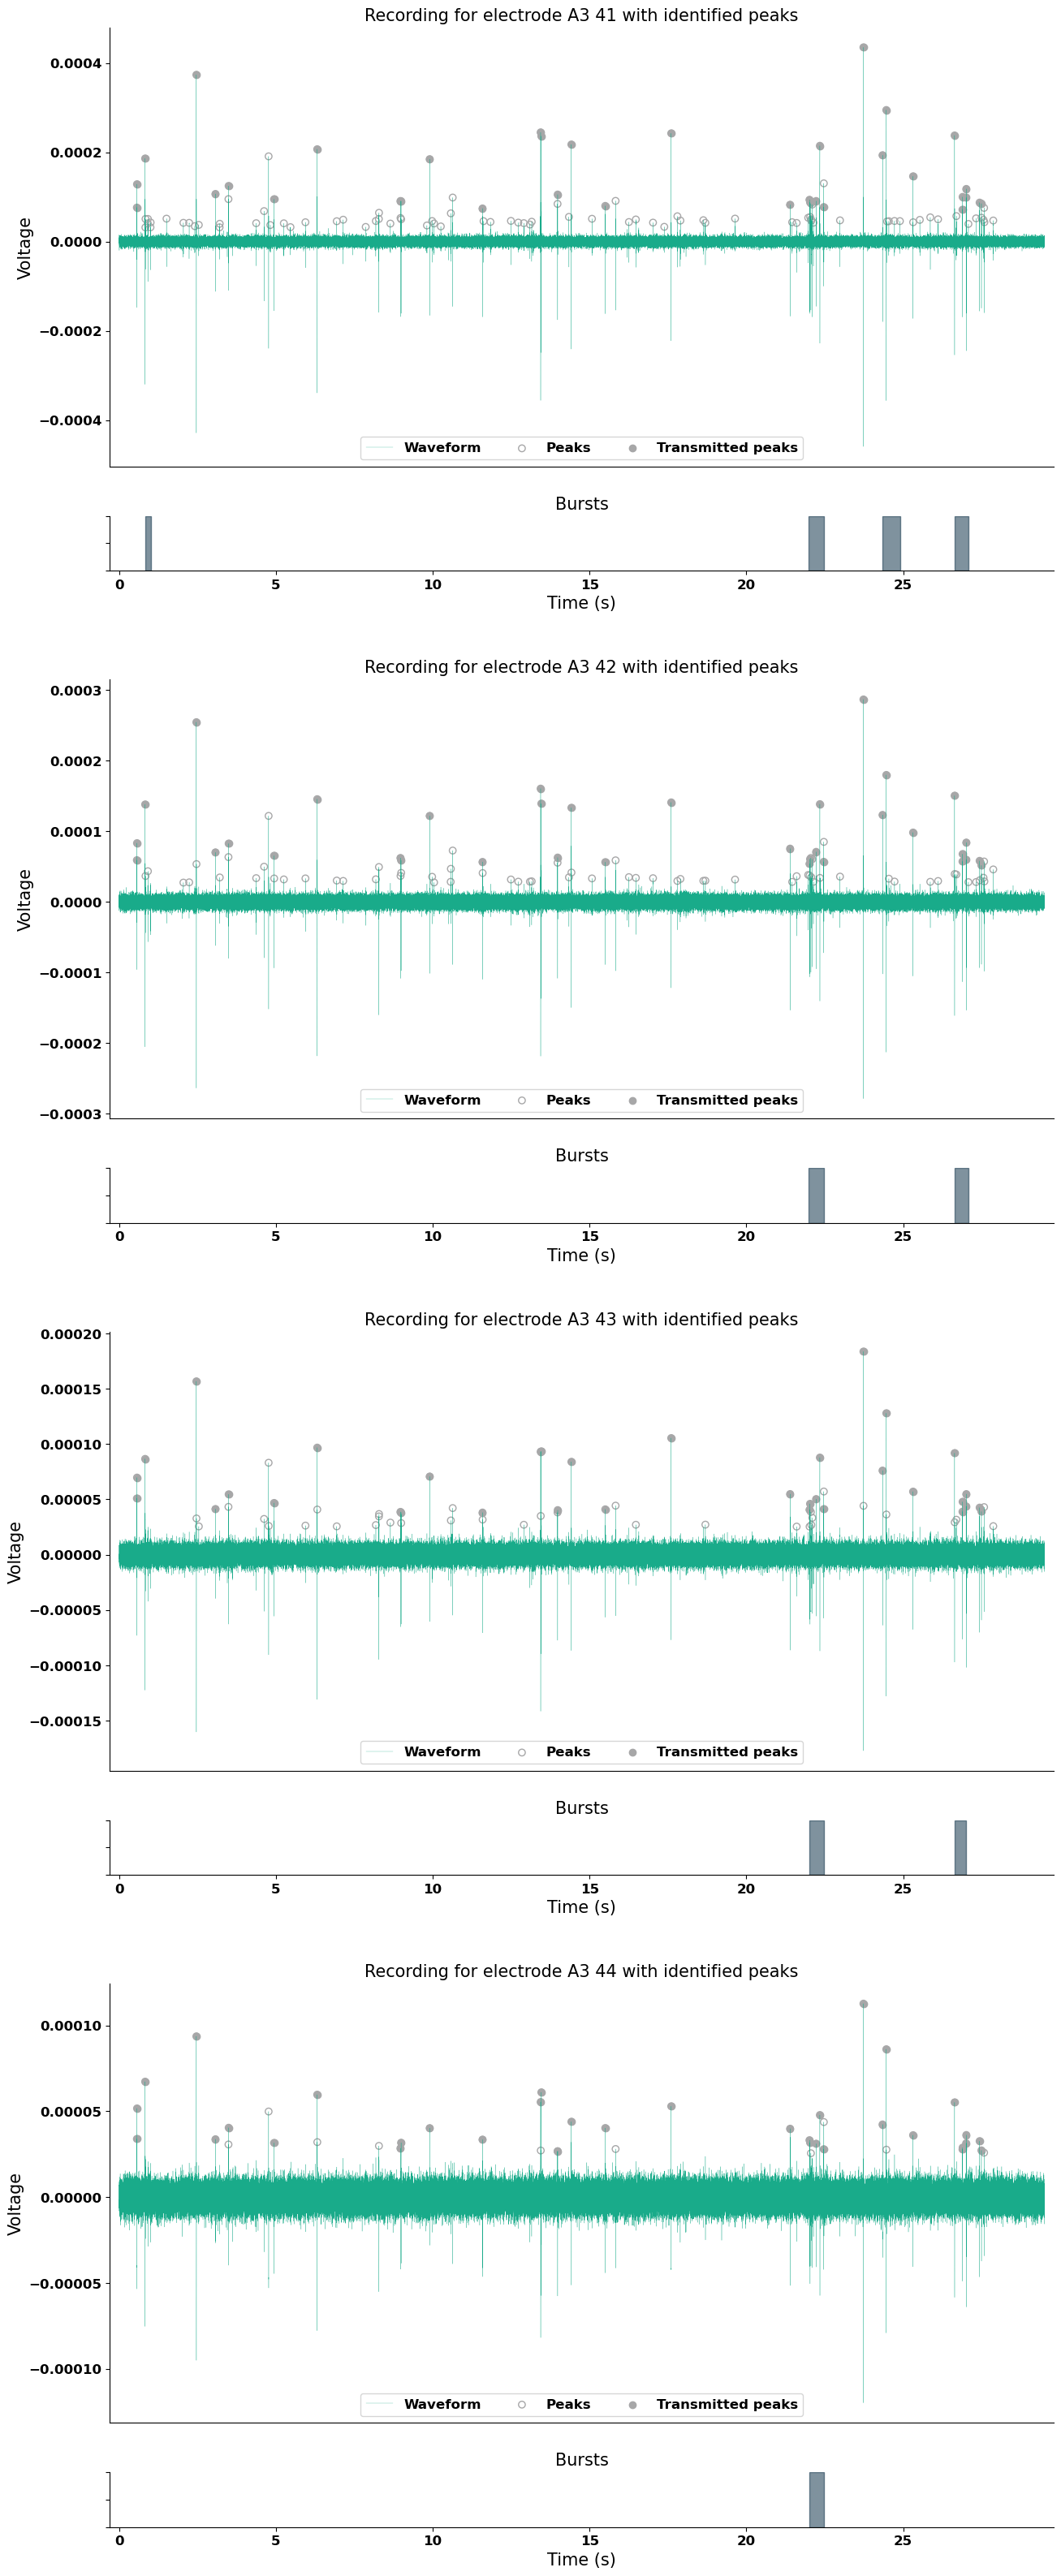 Recording for electrode A3 41 with identified peaks
0.0004
0.0002
0.0000
−0.0002
−0.0004
Voltage
Waveform Peaks Transmitted peaks
Bursts
0 5 10 15 20 25
Time (s)
Recording for electrode A3 42 with identified peaks
0.0003
0.0002
0.0001
0.0000
−0.0001
−0.0002
−0.0003
Voltage
Waveform Peaks Transmitted peaks
Bursts
0 5 10 15 20 25
Time (s)
Recording for electrode A3 43 with identified peaks
0.00020
0.00015
0.00010
0.00005
0.00000
−0.00005
−0.00010
−0.00015
Voltage
Waveform Peaks Transmitted peaks
Bursts
0 5 10 15 20 25
Time (s)
Recording for electrode A3 44 with identified peaks
0.00010
0.00005
0.00000
−0.00005
−0.00010
Voltage
Waveform Peaks Transmitted peaks
Bursts
0 5 10 15 20 25
Time (s)